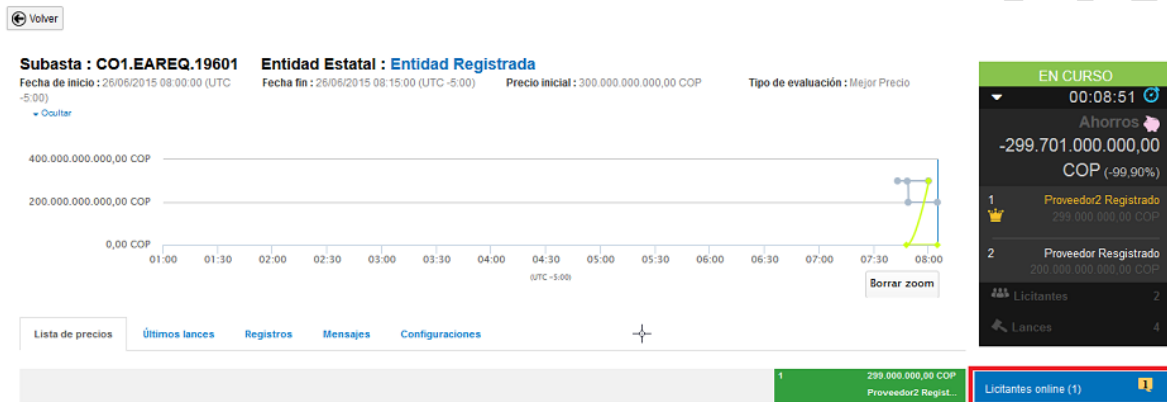 Volver
Subasta : CO1.EAREQ.19601
Entidad Estatal : Entidad Registrada
Fecha de inicio : 26/06/2015 08:00:00 (UTC -5:00)
Fecha fin : 26/06/2015 08:15:00 (UTC -5:00)
Precio inicial : 300.000.000.000,00 COP
Tipo de evaluación : Mejor Precio
Ocultar
400.000.000.000,00 COP
200.000.000.000,00 COP
0,00 COP
01:00 01:30 02:00 02:30 03:00 03:30 04:00 04:30 05:00 05:30 06:00 06:30 07:00 07:30 08:00
(UTC -5:00)
Borrar zoom
Lista de precios Últimos lances Registros Mensajes Configuraciones
1 299.000.000,00 COP
Proveedor2 Regist...
EN CURSO
00:08:51
Ahorros
-299.701.000.000,00
COP (-99,90%)
1 Proveedor2 Registrado
299.000.000,00 COP
2 Proveedor Resgistrado
200.000.000.000,00 COP
Licitantes 2
Lances 4
Licitantes online (1) 1